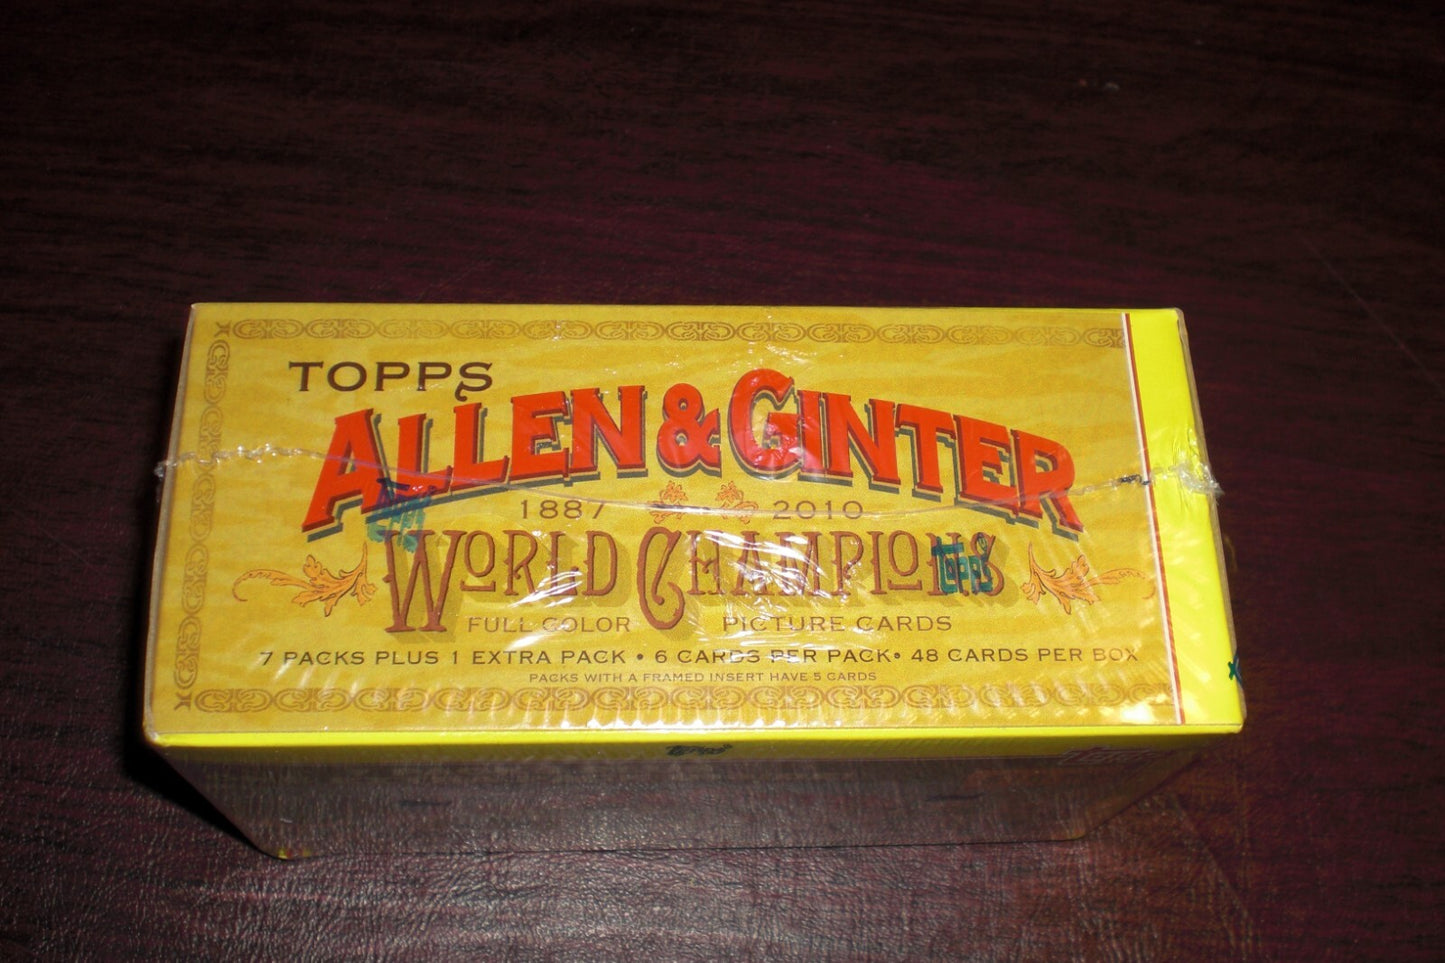 TOPPS
ALLEN & GINTER
1887 2010
WORLD CHAMPIONS
TOPPS
FULL COLOR PICTURE CARDS
7 PACKS PLUS 1 EXTRA PACK • 6 CARDS PER PACK • 48 CARDS PER BOX
PACKS WITH A FRAMED INSERT HAVE 5 CARDS